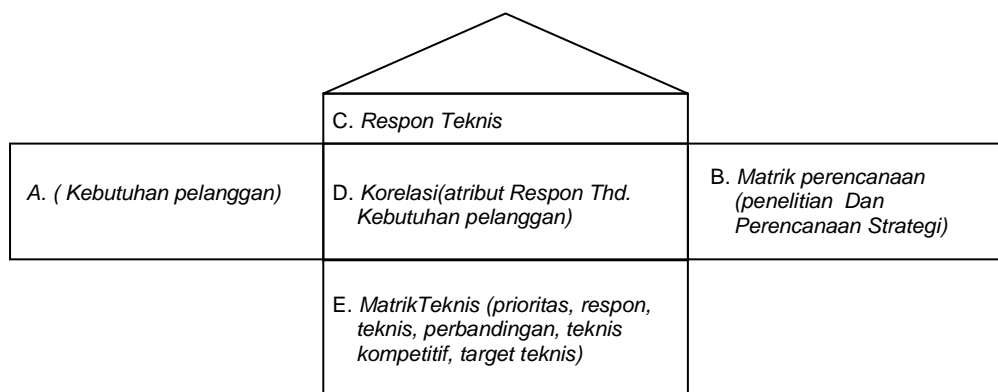 C. Respon Teknis
A. ( Kebutuhan pelanggan)
D. Korelasi(atribut Respon Thd.
Kebutuhan pelanggan)
B. Matrik perencanaan
(penelitian Dan
Perencanaan Strategi)
E. MatrikTeknis (prioritas, respon,
teknis, perbandingan, teknis
kompetitif, target teknis)